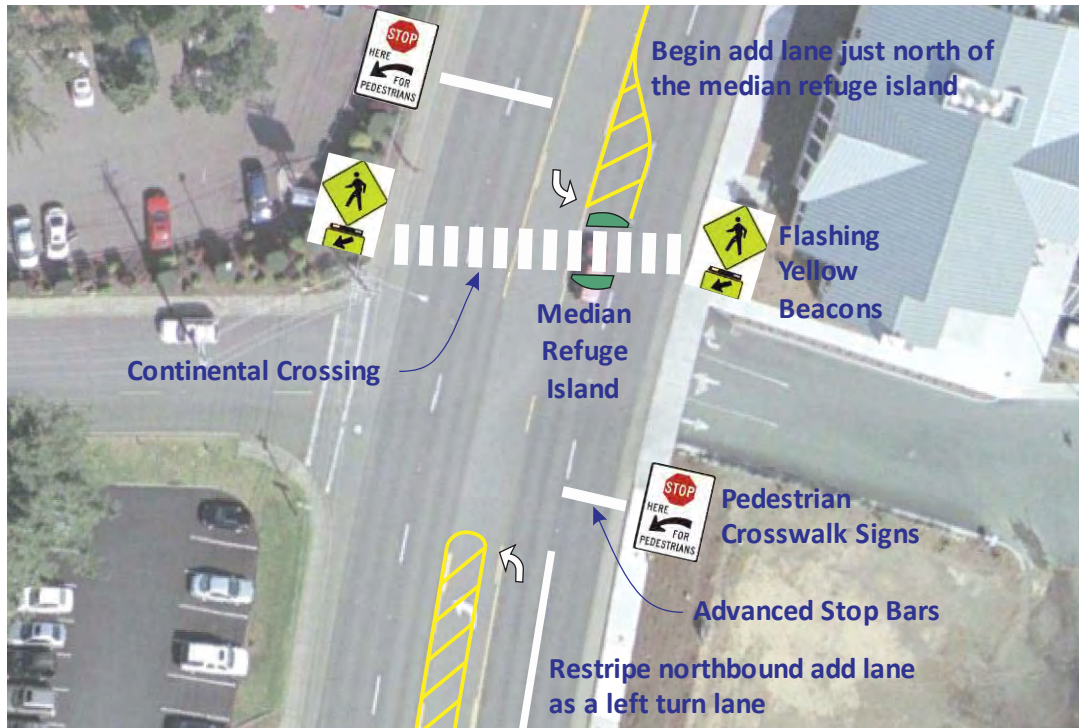 STOP
HERE
FOR
PEDESTRIANS
Begin add lane just north of
the median refuge island
Flashing
Yellow
Beacons
Median
Refuge
Island
Continental Crossing
STOP
HERE
FOR
PEDESTRIANS
Pedestrian
Crosswalk Signs
Advanced Stop Bars
Restripe northbound add lane
as a left turn lane